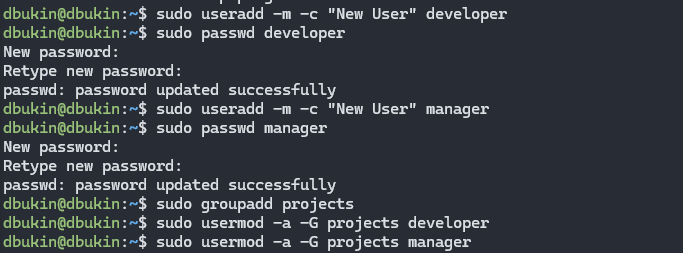 dbukin@dbukin:~$ sudo useradd -m -c "New User" developer
dbukin@dbukin:~$ sudo passwd developer
New password:
Retype new password:
passwd: password updated successfully
dbukin@dbukin:~$ sudo useradd -m -c "New User" manager
dbukin@dbukin:~$ sudo passwd manager
New password:
Retype new password:
passwd: password updated successfully
dbukin@dbukin:~$ sudo groupadd projects
dbukin@dbukin:~$ sudo usermod -a -G projects developer
dbukin@dbukin:~$ sudo usermod -a -G projects manager